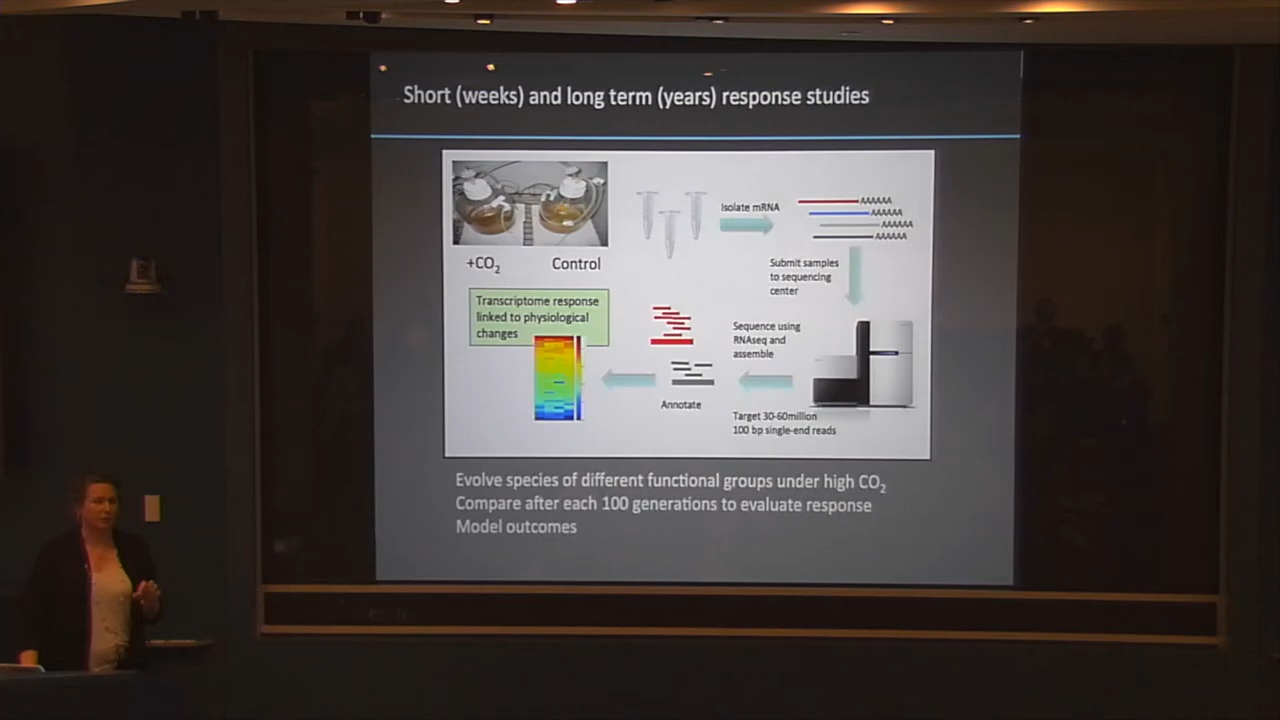 Short (weeks) and long term (years) response studies
Isolate mRNA
AAAAAA
AAAAAA
AAAAAA
AAAAAA
+CO₂
Control
Submit samples
to sequencing
center
Transcriptome response
linked to physiological
changes
Sequence using
RNAseq and
assemble
Annotate
Target 30-60million
100 bp single-end reads
Evolve species of different functional groups under high CO₂
Compare after each 100 generations to evaluate response
Model outcomes